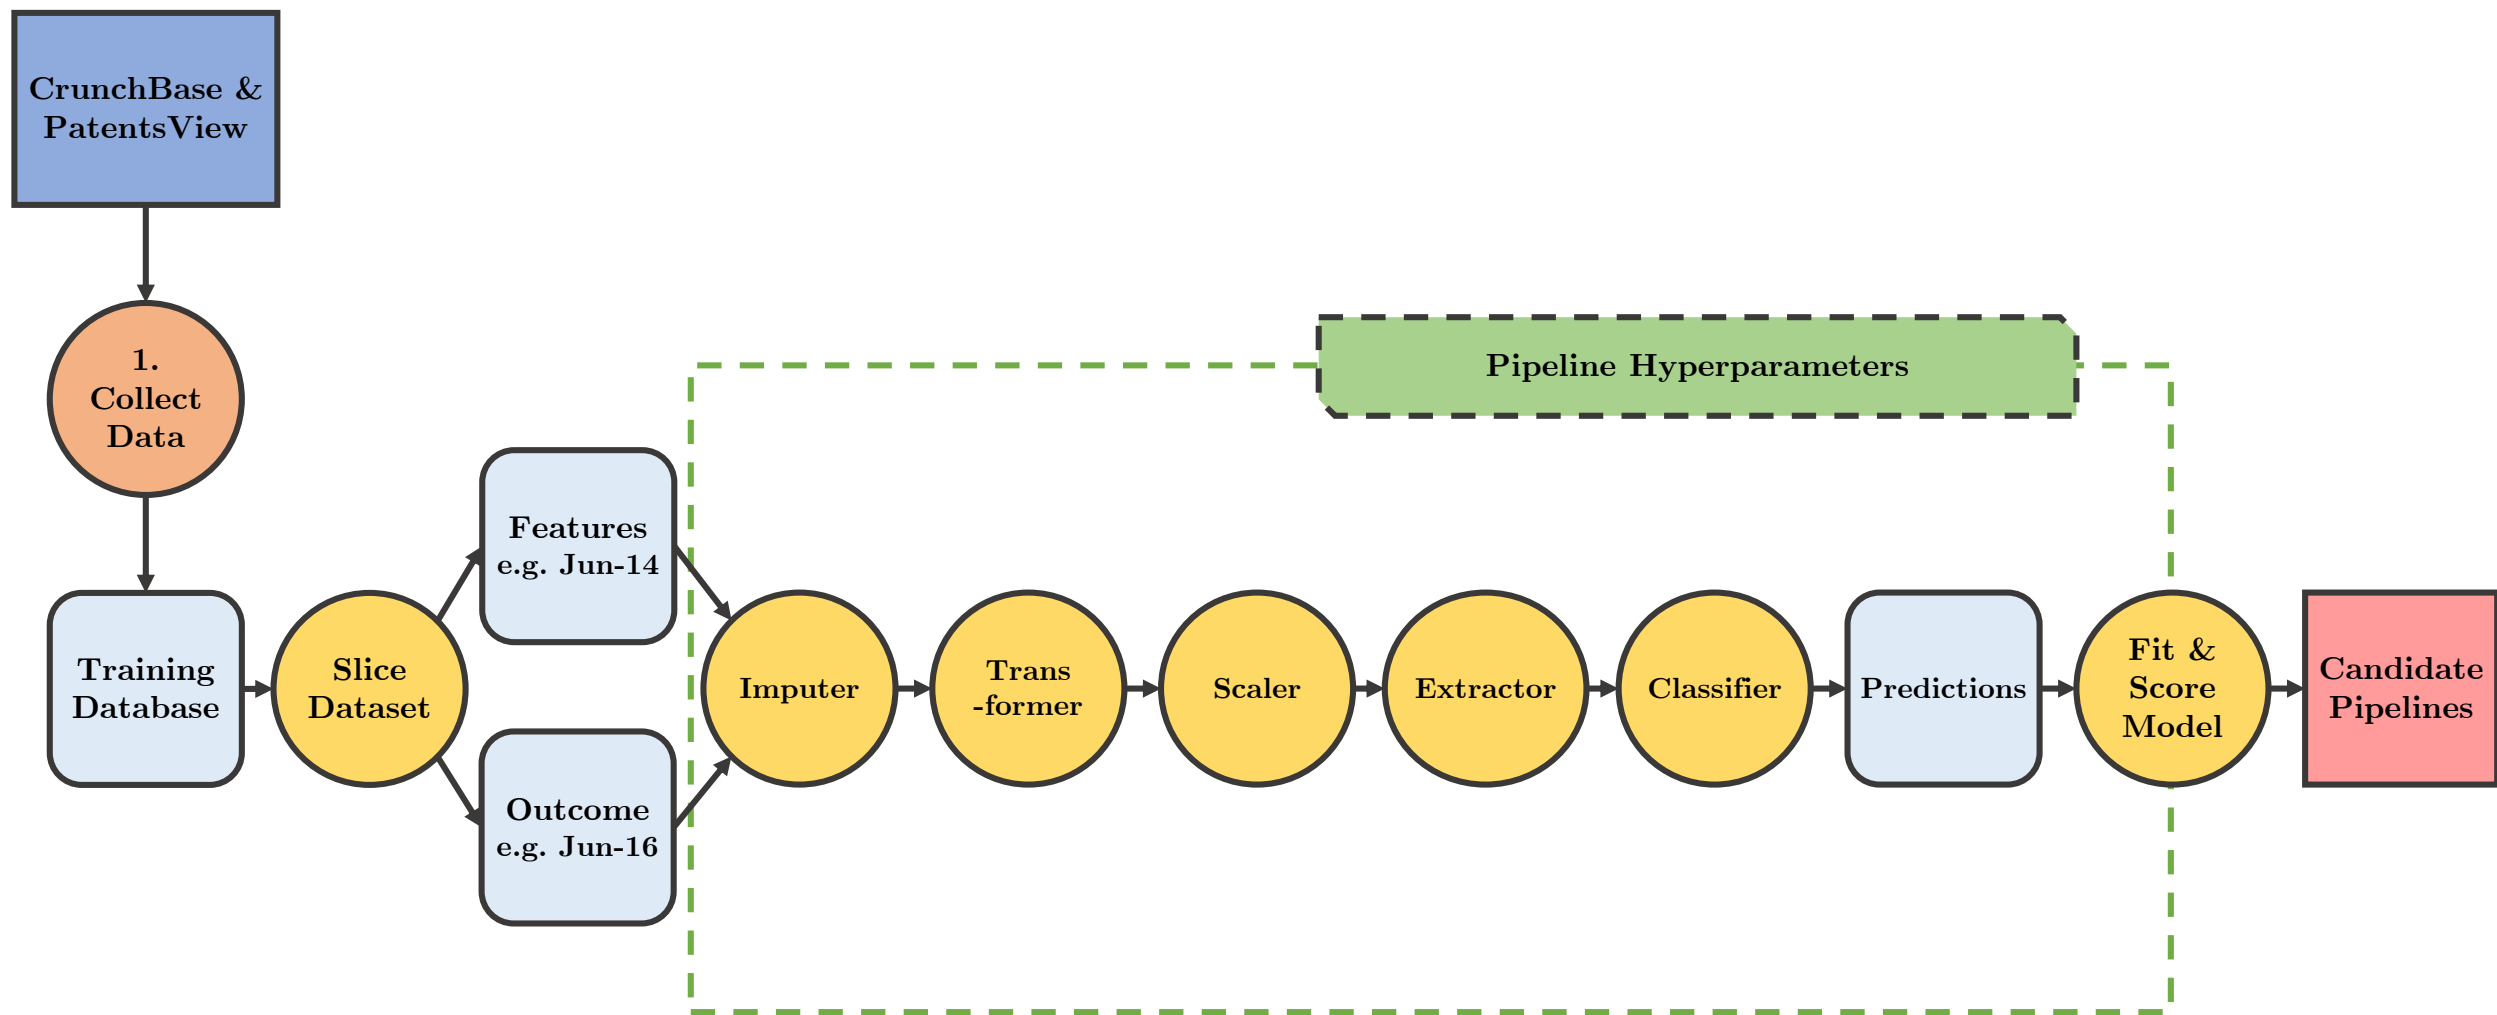 CrunchBase &
PatentsView
1.
Collect
Data
Training
Database
Slice
Dataset
Features
e.g. Jun-14
Outcome
e.g. Jun-16
Pipeline Hyperparameters
Imputer
Trans
-former
Scaler
Extractor
Classifier
Predictions
Fit &
Score
Model
Candidate
Pipelines